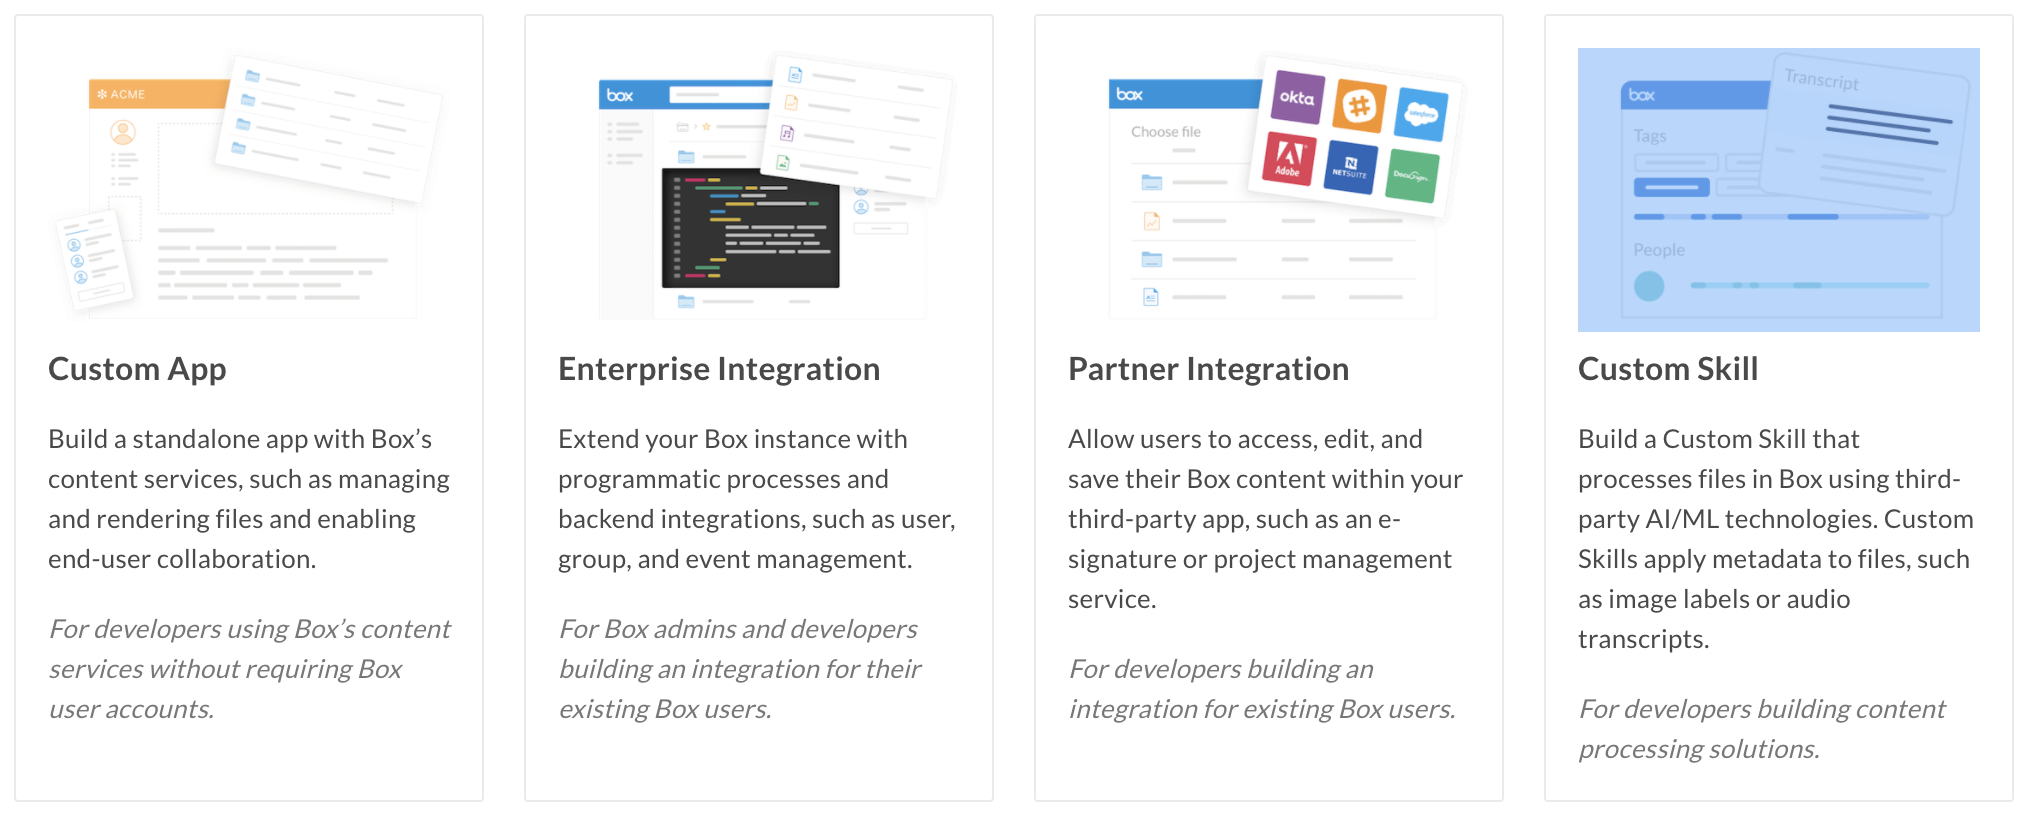 ACME
Custom App
Build a standalone app with Box’s
content services, such as managing
and rendering files and enabling
end-user collaboration.
For developers using Box’s content
services without requiring Box
user accounts.
box
Enterprise Integration
Extend your Box instance with
programmatic processes and
backend integrations, such as user,
group, and event management.
For Box admins and developers
building an integration for their
existing Box users.
box
Choose file
okta
salesforce
Adobe
N
NETSUITE
DocuSign
Partner Integration
Allow users to access, edit, and
save their Box content within your
third-party app, such as an e-
signature or project management
service.
For developers building an
integration for existing Box users.
Transcript
box
Tags
People
Custom Skill
Build a Custom Skill that
processes files in Box using third-
party AI/ML technologies. Custom
Skills apply metadata to files, such
as image labels or audio
transcripts.
For developers building content
processing solutions.